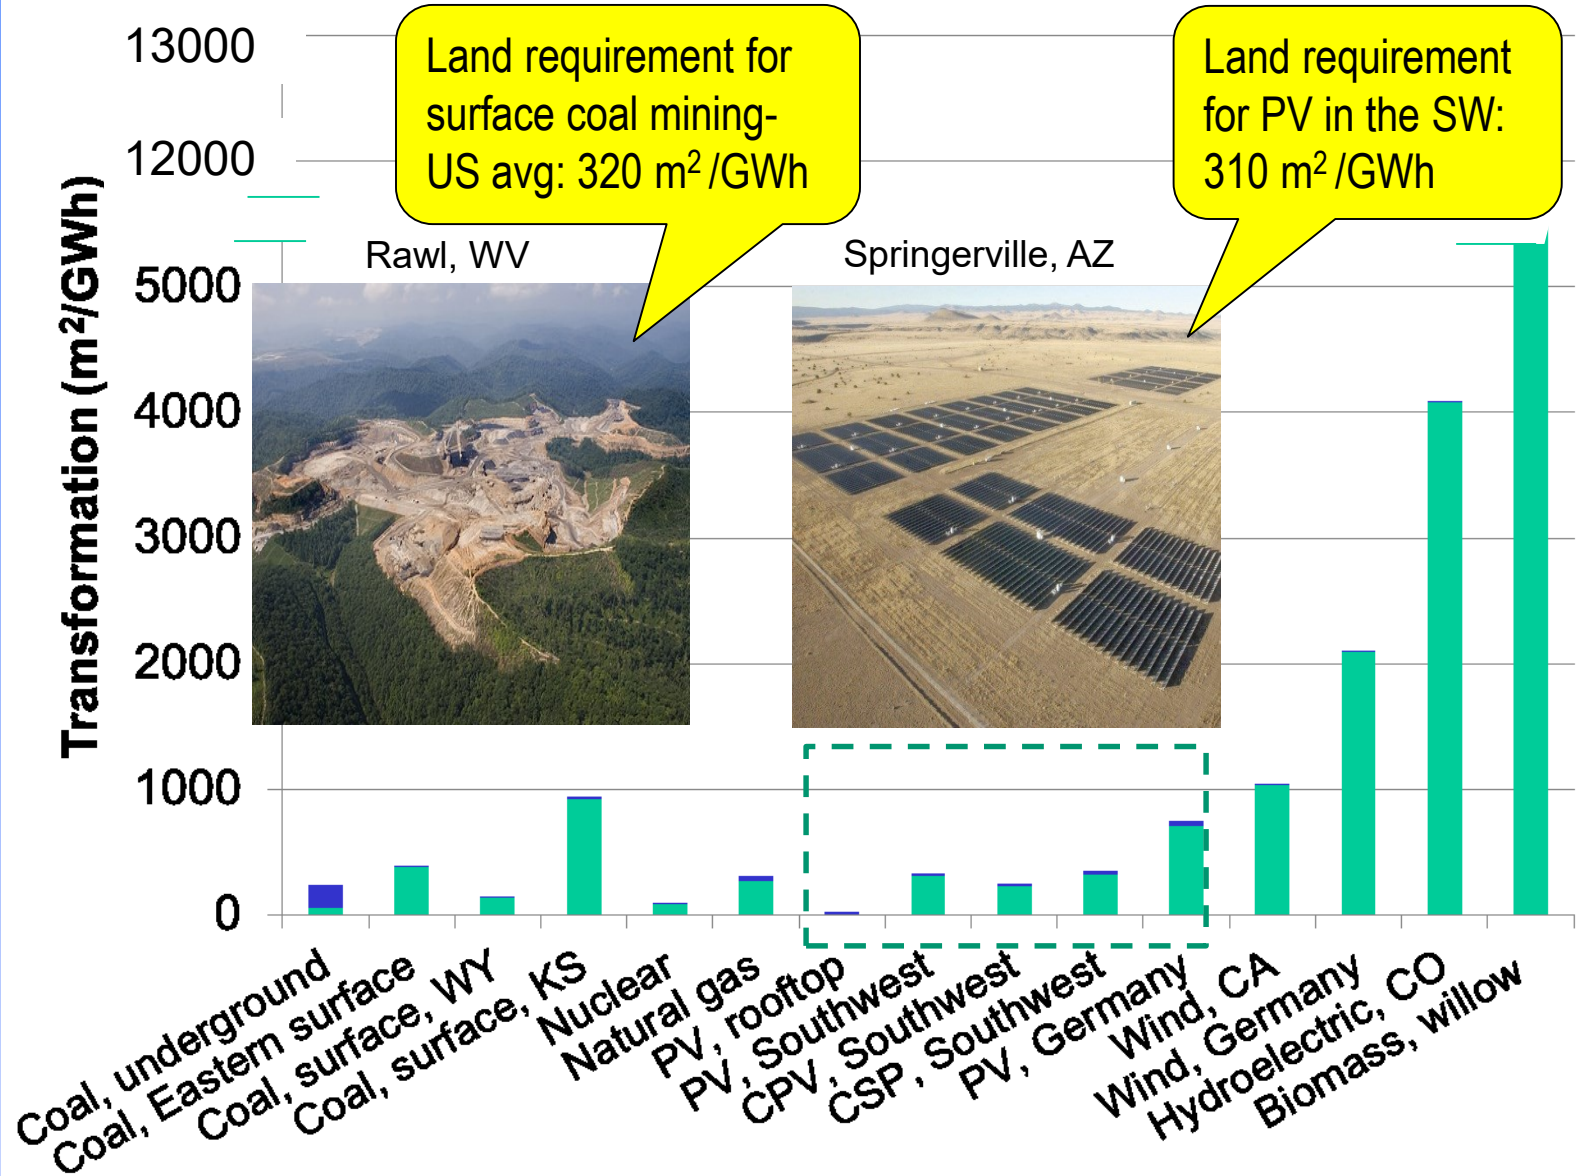 Land requirement for
surface coal mining-
US avg: 320 m² /GWh
Land requirement
for PV in the SW:
310 m² /GWh
Rawl, WV
Springerville, AZ
Transformation (m²/GWh)
13000
12000
5000
4000
3000
2000
1000
0
Coal, underground
Coal, Eastern surface
Coal, surface, WY
Coal, surface, KS
Nuclear
Natural gas
PV, rooftop
PV, Southwest
CPV, Southwest
CSP, Southwest
PV, Germany
Wind, CA
Wind, Germany
Hydroelectric, CO
Biomass, willow